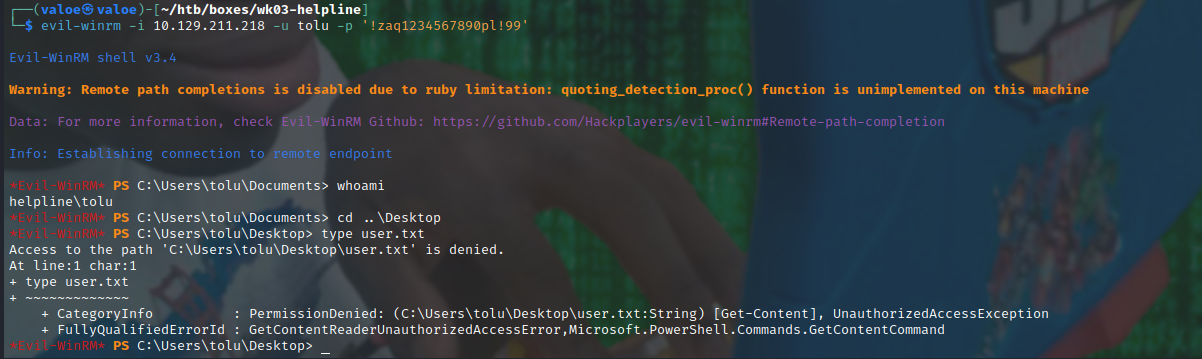 ┌──(valoe㉿valoe)-[~/htb/boxes/wk03-helpline]
└─$ evil-winrm -i 10.129.211.218 -u tolu -p '!zaq1234567890pl!99'
Evil-WinRM shell v3.4
Warning: Remote path completions is disabled due to ruby limitation: quoting_detection_proc() function is unimplemented on this machine
Data: For more information, check Evil-WinRM Github: https://github.com/Hackplayers/evil-winrm#Remote-path-completion
Info: Establishing connection to remote endpoint
*Evil-WinRM* PS C:\Users\tolu\Documents> whoami
helpline\tolu
*Evil-WinRM* PS C:\Users\tolu\Documents> cd ..\Desktop
*Evil-WinRM* PS C:\Users\tolu\Desktop> type user.txt
Access to the path 'C:\Users\tolu\Desktop\user.txt' is denied.
At line:1 char:1
+ type user.txt
+ ~~~~~~~~~~~~~
    + CategoryInfo          : PermissionDenied: (C:\Users\tolu\Desktop\user.txt:String) [Get-Content], UnauthorizedAccessException
    + FullyQualifiedErrorId : GetContentReaderUnauthorizedAccessError,Microsoft.PowerShell.Commands.GetContentCommand
*Evil-WinRM* PS C:\Users\tolu\Desktop> _